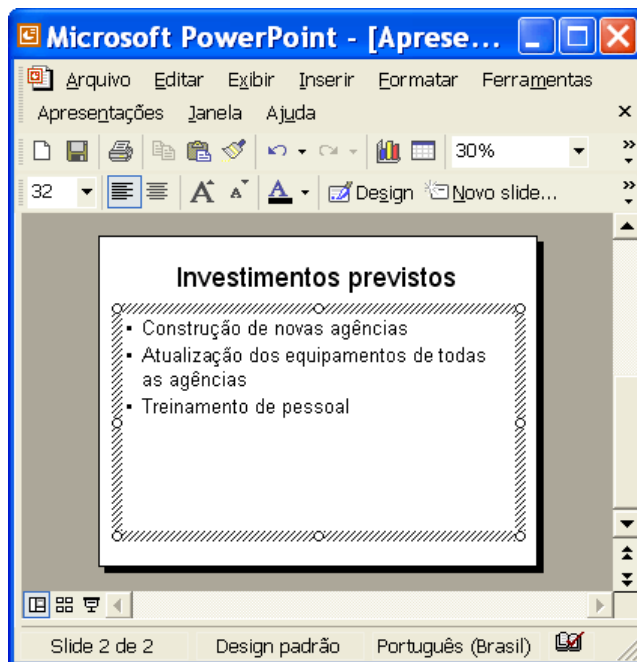 Microsoft PowerPoint - [Aprese...
Arquivo Editar Exibir Inserir Formatar Ferramentas
Apresentações Janela Ajuda
30%
32 Design Novo slide...
Investimentos previstos
▪ Construção de novas agências
▪ Atualização dos equipamentos de todas
as agências
▪ Treinamento de pessoal
Slide 2 de 2 Design padrão Português (Brasil)